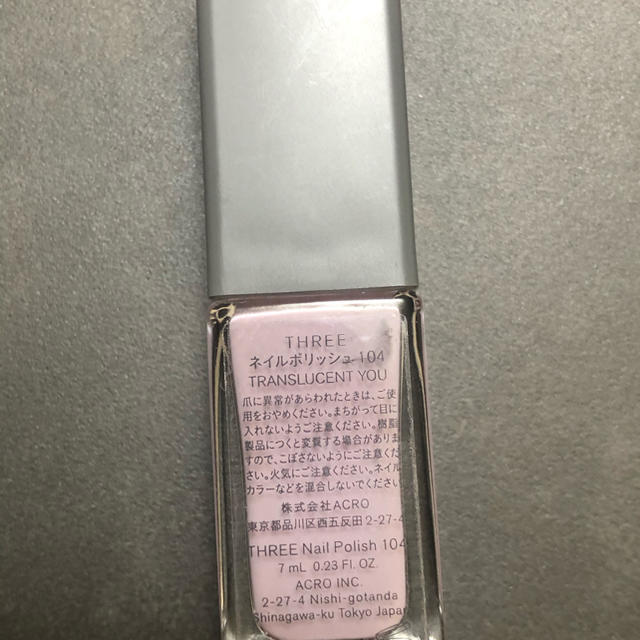 THREE
ネイルポリッシュ 104
TRANSLUCENT YOU
爪に異常があらわれたときは、ご使
用をおやめください。まちがって目に
入れないようご注意ください。樹脂
製品につくと変質する場合がありま
すので、こぼさないようにご注意くだ
さい。火気にご注意ください。ネイル
カラーなどを混合しないでください。
株式会社ACRO
東京都品川区西五反田2-27-4
THREE Nail Polish 104
7 mL 0.23 Fl. OZ.
ACRO INC.
2-27-4 Nishi-gotanda
Shinagawa-ku Tokyo Japan